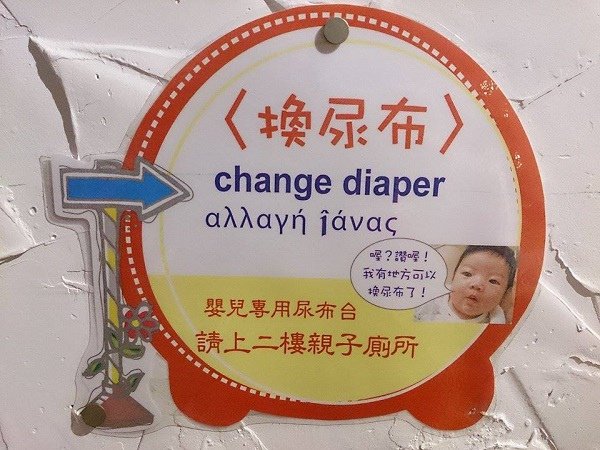 〈換尿布〉
change diaper
αλλαγή ĵάνας
喔？讚喔！
我有地方可以
換尿布了！
嬰兒專用尿布台
請上二樓親子廁所